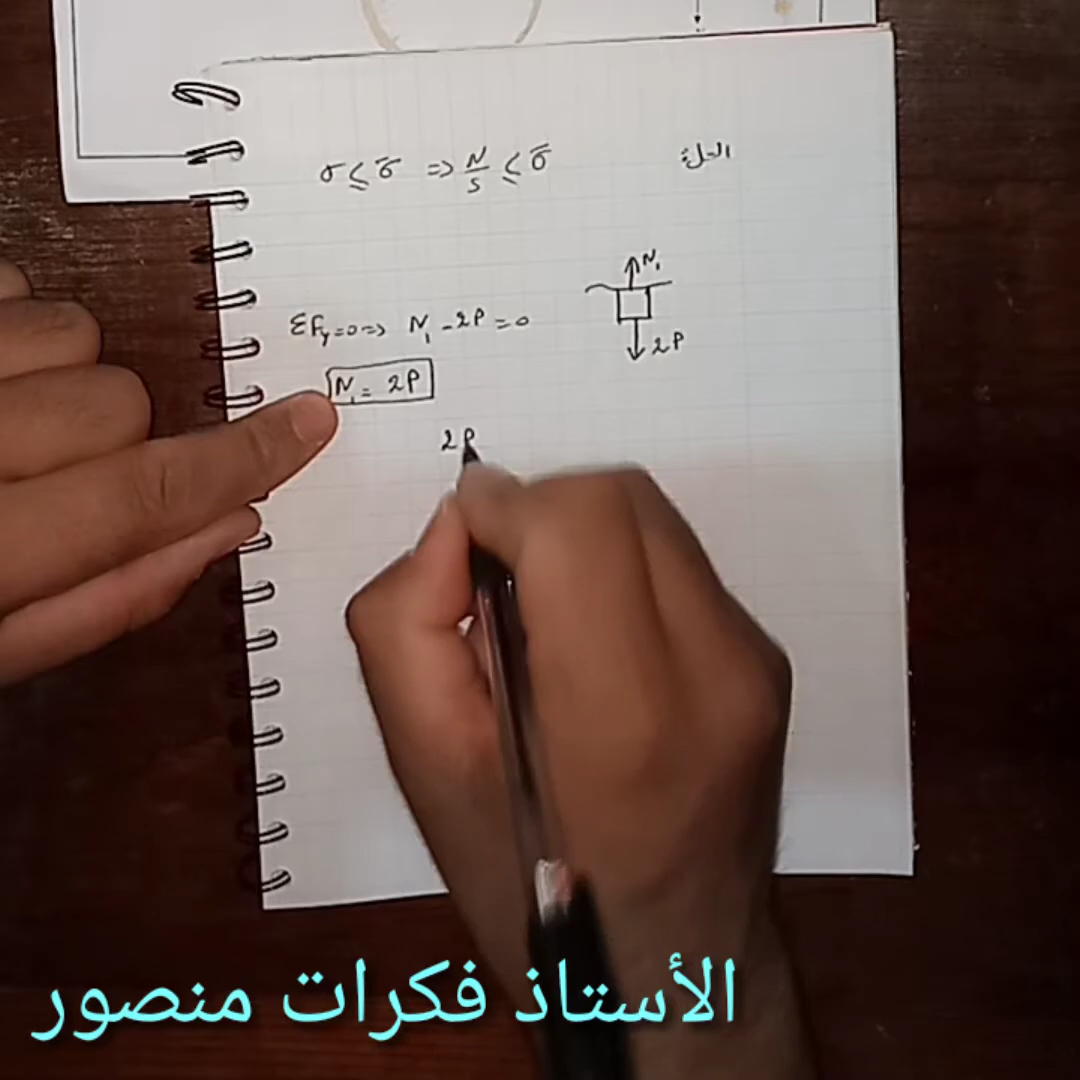 الحل:
σ ≤ σ̄ => N/S ≤ σ̄
N₁
ΣFy=0 => N₁ - 2P = 0
2P
N₁ = 2P
2P
الأستاذ فكرات منصور